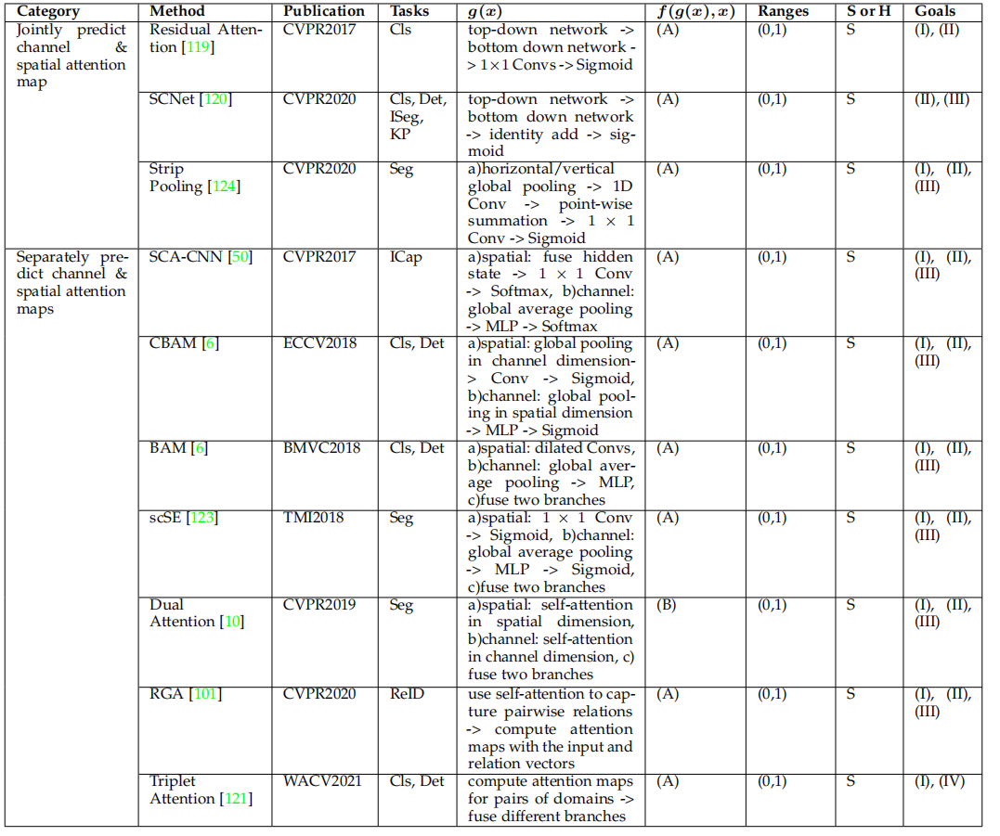 Category Method Publication Tasks g(x) f(g(x), x) Ranges S or H Goals
Jointly predict Residual Atten- CVPR2017 Cls top-down network -> (A) (0,1) S (I), (II)
channel & tion [119] bottom down network -
spatial attention > 1×1 Convs -> Sigmoid
map
SCNet [120] CVPR2020 Cls, Det, top-down network -> (A) (0,1) S (II), (III)
ISeg, bottom down network
KP -> identity add -> sig-
moid
Strip CVPR2020 Seg a)horizontal/vertical (A) (0,1) S (I), (II),
Pooling [124] global pooling -> 1D (III)
Conv -> point-wise
summation -> 1 × 1
Conv -> Sigmoid
Separately pre- SCA-CNN [50] CVPR2017 ICap a)spatial: fuse hidden (A) (0,1) S (I), (II),
dict channel & state -> 1 × 1 Conv (III)
spatial attention -> Softmax, b)channel:
maps global average pooling
-> MLP -> Softmax
CBAM [6] ECCV2018 Cls, Det a)spatial: global pooling (A) (0,1) S (I), (II),
in channel dimension- (III)
> Conv -> Sigmoid,
b)channel: global pool-
ing in spatial dimension
-> MLP -> Sigmoid
BAM [6] BMVC2018 Cls, Det a)spatial: dilated Convs, (A) (0,1) S (I), (II),
b)channel: global aver- (III)
age pooling -> MLP,
c)fuse two branches
scSE [123] TMI2018 Seg a)spatial: 1 × 1 Conv (A) (0,1) S (I), (II),
-> Sigmoid, b)channel: (III)
global average pooling
-> MLP -> Sigmoid,
c)fuse two branches
Dual CVPR2019 Seg a)spatial: self-attention (B) (0,1) S (I), (II),
Attention [10] in spatial dimension, (III)
b)channel: self-attention
in channel dimension, c)
fuse two branches
RGA [101] CVPR2020 ReID use self-attention to cap- (A) (0,1) S (I), (II),
ture pairwise relations (III)
-> compute attention
maps with the input and
relation vectors
Triplet WACV2021 Cls, Det compute attention maps (A) (0,1) S (I), (IV)
Attention [121] for pairs of domains ->
fuse different branches